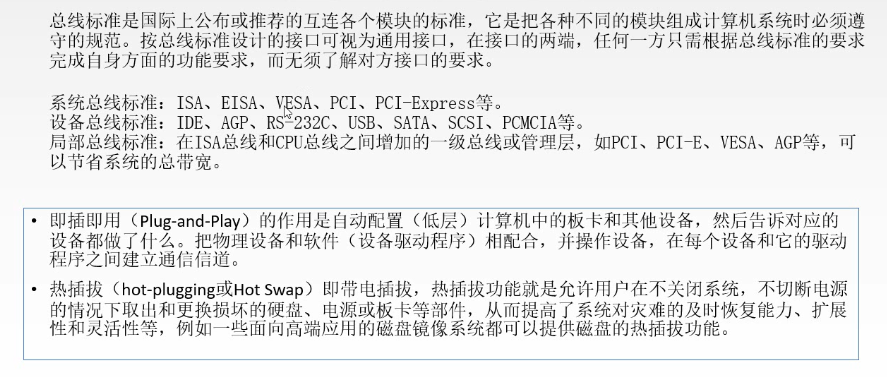 总线标准是国际上公布或推荐的互连各个模块的标准，它是把各种不同的模块组成计算机系统时必须遵
守的规范。按总线标准设计的接口可视为通用接口，在接口的两端，任何一方只需根据总线标准的要求
完成自身方面的功能要求，而无须了解对方接口的要求。
系统总线标准：ISA、EISA、VESA、PCI、PCI-Express等。
设备总线标准：IDE、AGP、RS-232C、USB、SATA、SCSI、PCMCIA等。
局部总线标准：在ISA总线和CPU总线之间增加的一级总线或管理层，如PCI、PCI-E、VESA、AGP等，可
以节省系统的总带宽。
• 即插即用（Plug-and-Play）的作用是自动配置（低层）计算机中的板卡和其他设备，然后告诉对应的
设备都做了什么。把物理设备和软件（设备驱动程序）相配合，并操作设备，在每个设备和它的驱动
程序之间建立通信信道。
• 热插拔（hot-plugging或Hot Swap）即带电插拔，热插拔功能就是允许用户在不关闭系统，不切断电源
的情况下取出和更换损坏的硬盘、电源或板卡等部件，从而提高了系统对灾难的及时恢复能力、扩展
性和灵活性等，例如一些面向高端应用的磁盘镜像系统都可以提供磁盘的热插拔功能。